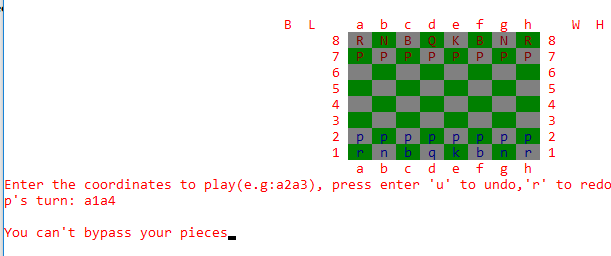 B L a b c d e f g h W H
8 R N B Q K B N R 8
7 P P P P P P P P 7
6 6
5 5
4 4
3 3
2 p p p p p p p p 2
1 r n b q k b n r 1
a b c d e f g h
Enter the coordinates to play(e.g:a2a3), press enter 'u' to undo,'r' to redo
p's turn: a1a4
You can't bypass your pieces